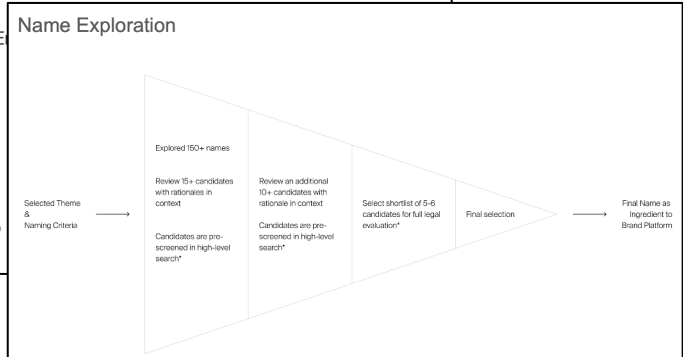 Name Exploration
Selected Theme
&
Naming Criteria
Explored 150+ names
Review 15+ candidates
with rationales in
context
Candidates are pre-
screened in high-level
search*
Review an additional
10+ candidates with
rationale in context
Candidates are pre-
screened in high-level
search*
Select shortlist of 5-6
candidates for full legal
evaluation*
Final selection
Final Name as
Ingredient to
Brand Platform